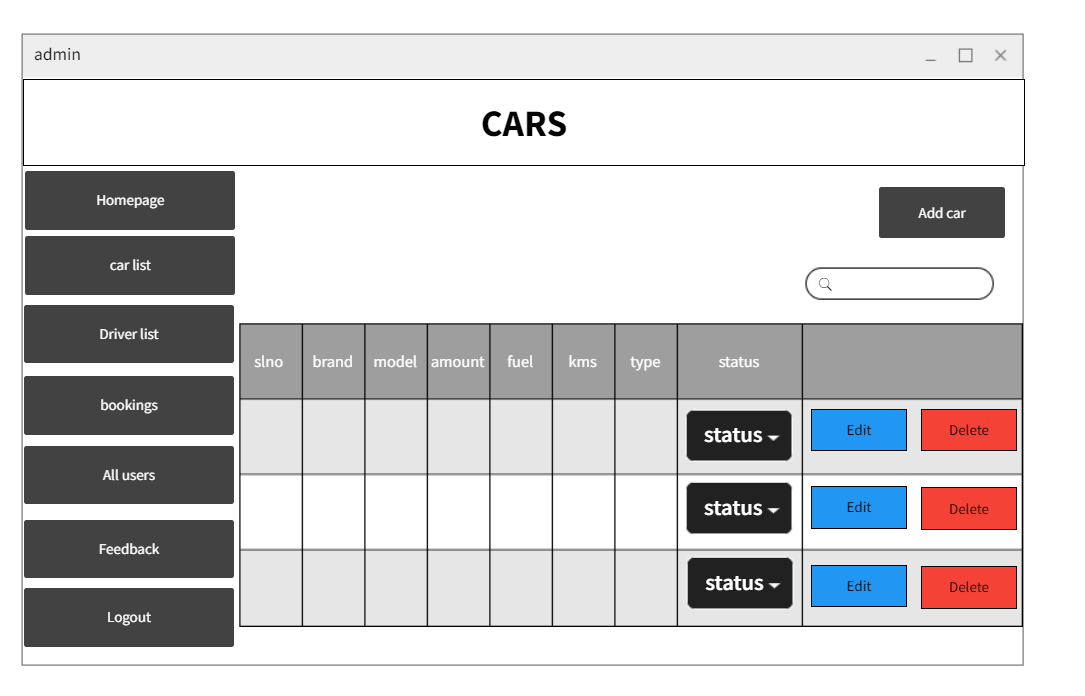 admin
CARS
Homepage
car list
Driver list
bookings
All users
Feedback
Logout
Add car
slno brand model amount fuel kms type status
status Edit Delete
status Edit Delete
status Edit Delete